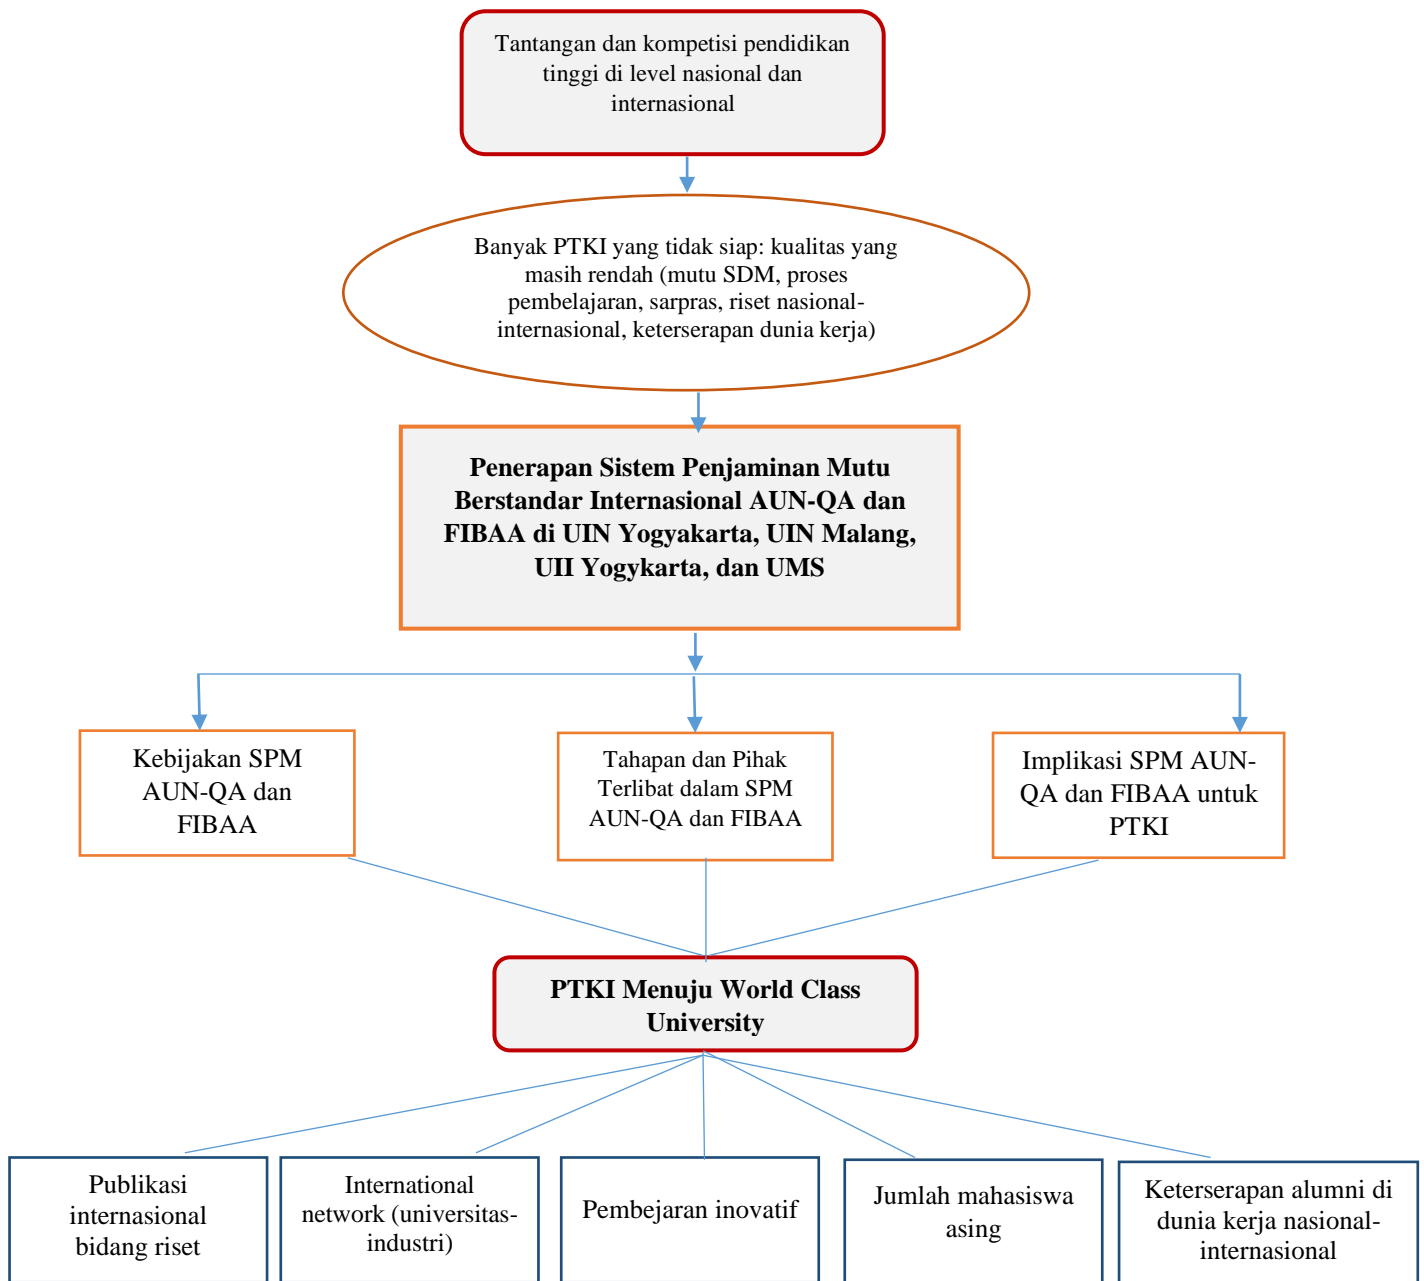 Tantangan dan kompetisi pendidikan
tinggi di level nasional dan
internasional
Banyak PTKI yang tidak siap: kualitas yang
masih rendah (mutu SDM, proses
pembelajaran, sarpras, riset nasional-
internasional, keterserapan dunia kerja)
Penerapan Sistem Penjaminan Mutu
Berstandar Internasional AUN-QA dan
FIBAA di UIN Yogyakarta, UIN Malang,
UII Yogykarta, dan UMS
Kebijakan SPM
AUN-QA dan
FIBAA
Tahapan dan Pihak
Terlibat dalam SPM
AUN-QA dan FIBAA
Implikasi SPM AUN-
QA dan FIBAA untuk
PTKI
PTKI Menuju World Class
University
Publikasi
internasional
bidang riset
International
network (universitas-
industri)
Pembejaran inovatif
Jumlah mahasiswa
asing
Keterserapan alumni di
dunia kerja nasional-
internasional